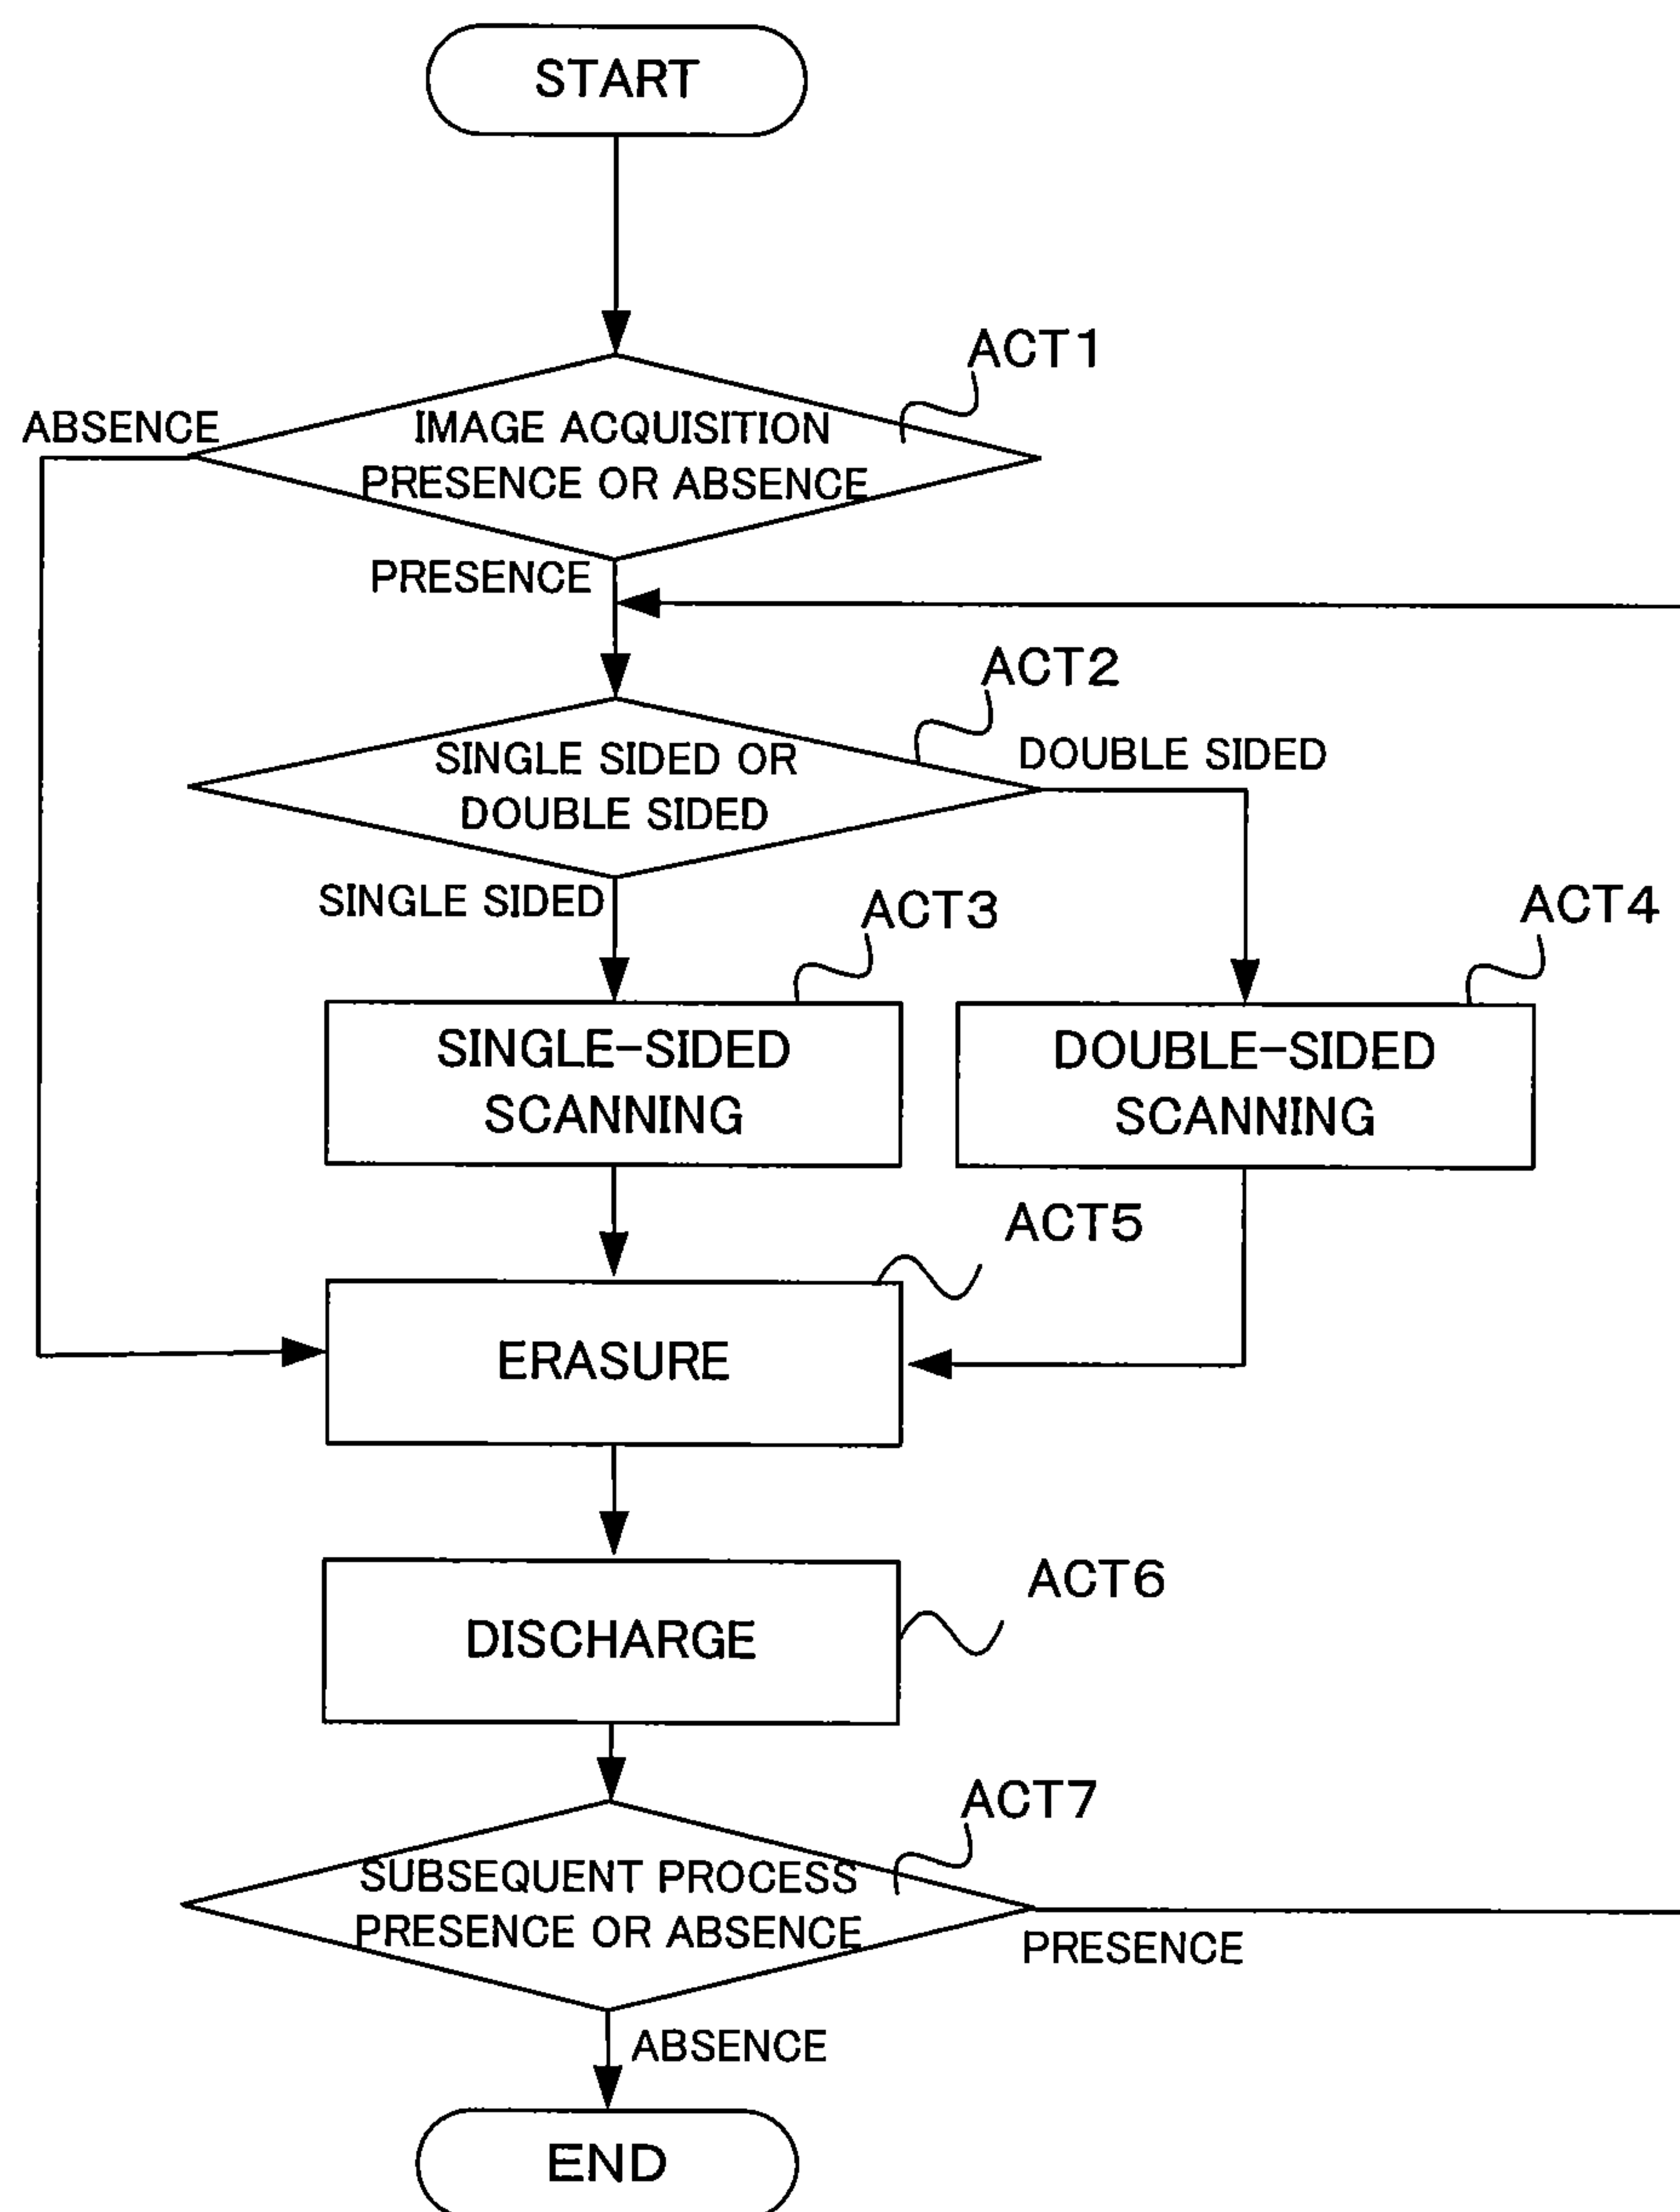 START
ACT1
ABSENCE
IMAGE ACQUISITION
PRESENCE OR ABSENCE
PRESENCE
ACT2
SINGLE SIDED OR
DOUBLE SIDED
DOUBLE SIDED
SINGLE SIDED
ACT3
ACT4
SINGLE-SIDED
SCANNING
DOUBLE-SIDED
SCANNING
ACT5
ERASURE
ACT6
DISCHARGE
ACT7
SUBSEQUENT PROCESS
PRESENCE OR ABSENCE
PRESENCE
ABSENCE
END